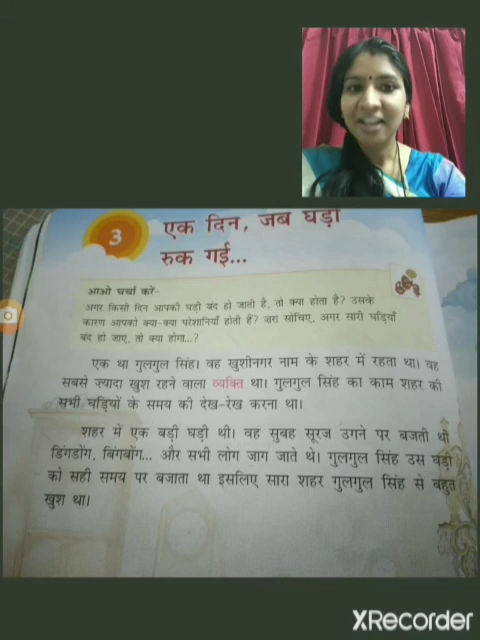 3
एक दिन, जब घड़ी
रुक गई...
आओ चर्चा करें-
अगर किसी दिन आपकी घड़ी बंद हो जाती है, तो क्या होता है? उसके
कारण आपको क्या-क्या परेशानियाँ होती हैं? ज़रा सोचिए, अगर सारी घड़ियाँ
बंद हो जाए, तो क्या होगा...?
एक था गुलगुल सिंह। वह खुशीनगर नाम के शहर में रहता था। वह
सबसे ज्यादा खुश रहने वाला व्यक्ति था। गुलगुल सिंह का काम शहर की
सभी घड़ियों के समय की देख-रेख करना था।
शहर में एक बड़ी घड़ी थी। वह सुबह सूरज उगने पर बजती थी
डिंगडोंग, बिंगबोंग... और सभी लोग जाग जाते थे। गुलगुल सिंह उस घड़ी
को सही समय पर बजाता था इसलिए सारा शहर गुलगुल सिंह से बहुत
खुश था।
XRecorder